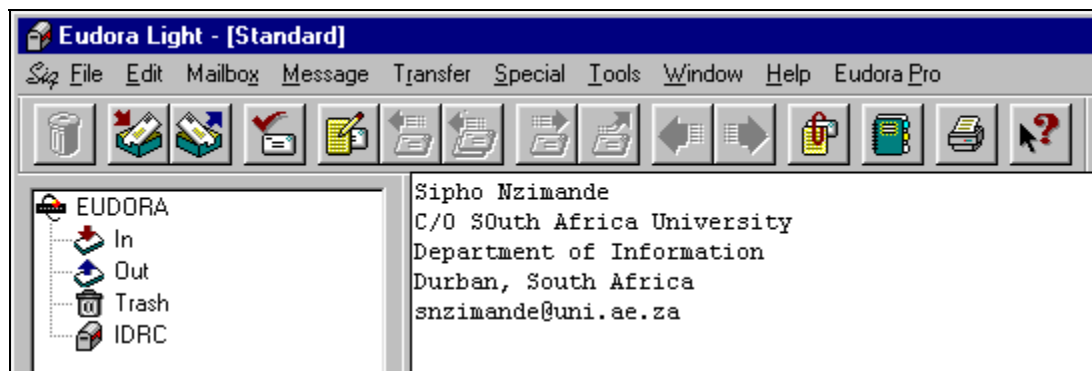 Eudora Light - [Standard]
Sig File Edit Mailbox Message Transfer Special Tools Window Help Eudora Pro
EUDORA
In
Out
Trash
IDRC
Sipho Nzimande
C/O SOuth Africa University
Department of Information
Durban, South Africa
snzimande@uni.ae.za